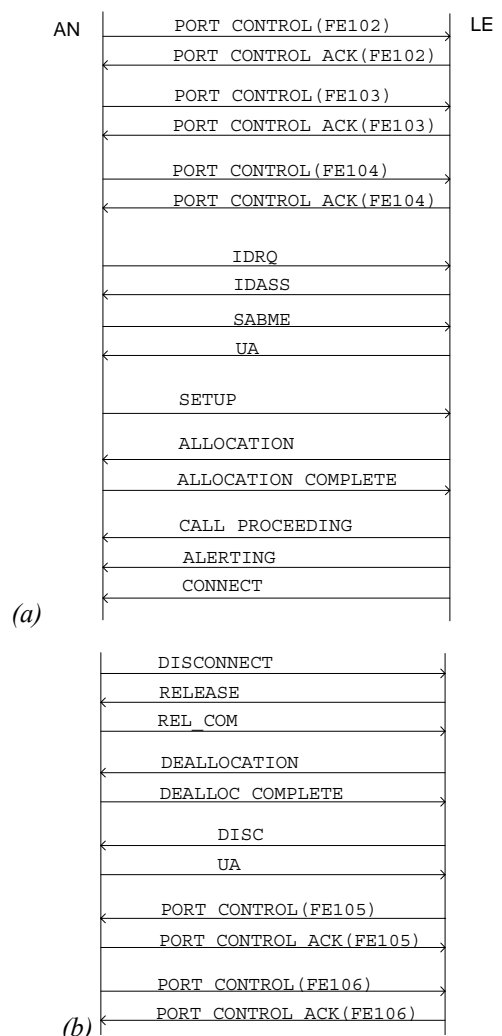 AN LE
PORT CONTROL(FE102)
PORT CONTROL ACK(FE102)
PORT CONTROL(FE103)
PORT CONTROL ACK(FE103)
PORT CONTROL(FE104)
PORT CONTROL ACK(FE104)
IDRQ
IDASS
SABME
UA
SETUP
ALLOCATION
ALLOCATION COMPLETE
CALL PROCEEDING
ALERTING
CONNECT
(a)
DISCONNECT
RELEASE
REL_COM
DEALLOCATION
DEALLOC COMPLETE
DISC
UA
PORT CONTROL(FE105)
PORT CONTROL ACK(FE105)
PORT CONTROL(FE106)
PORT CONTROL ACK(FE106)
(b)